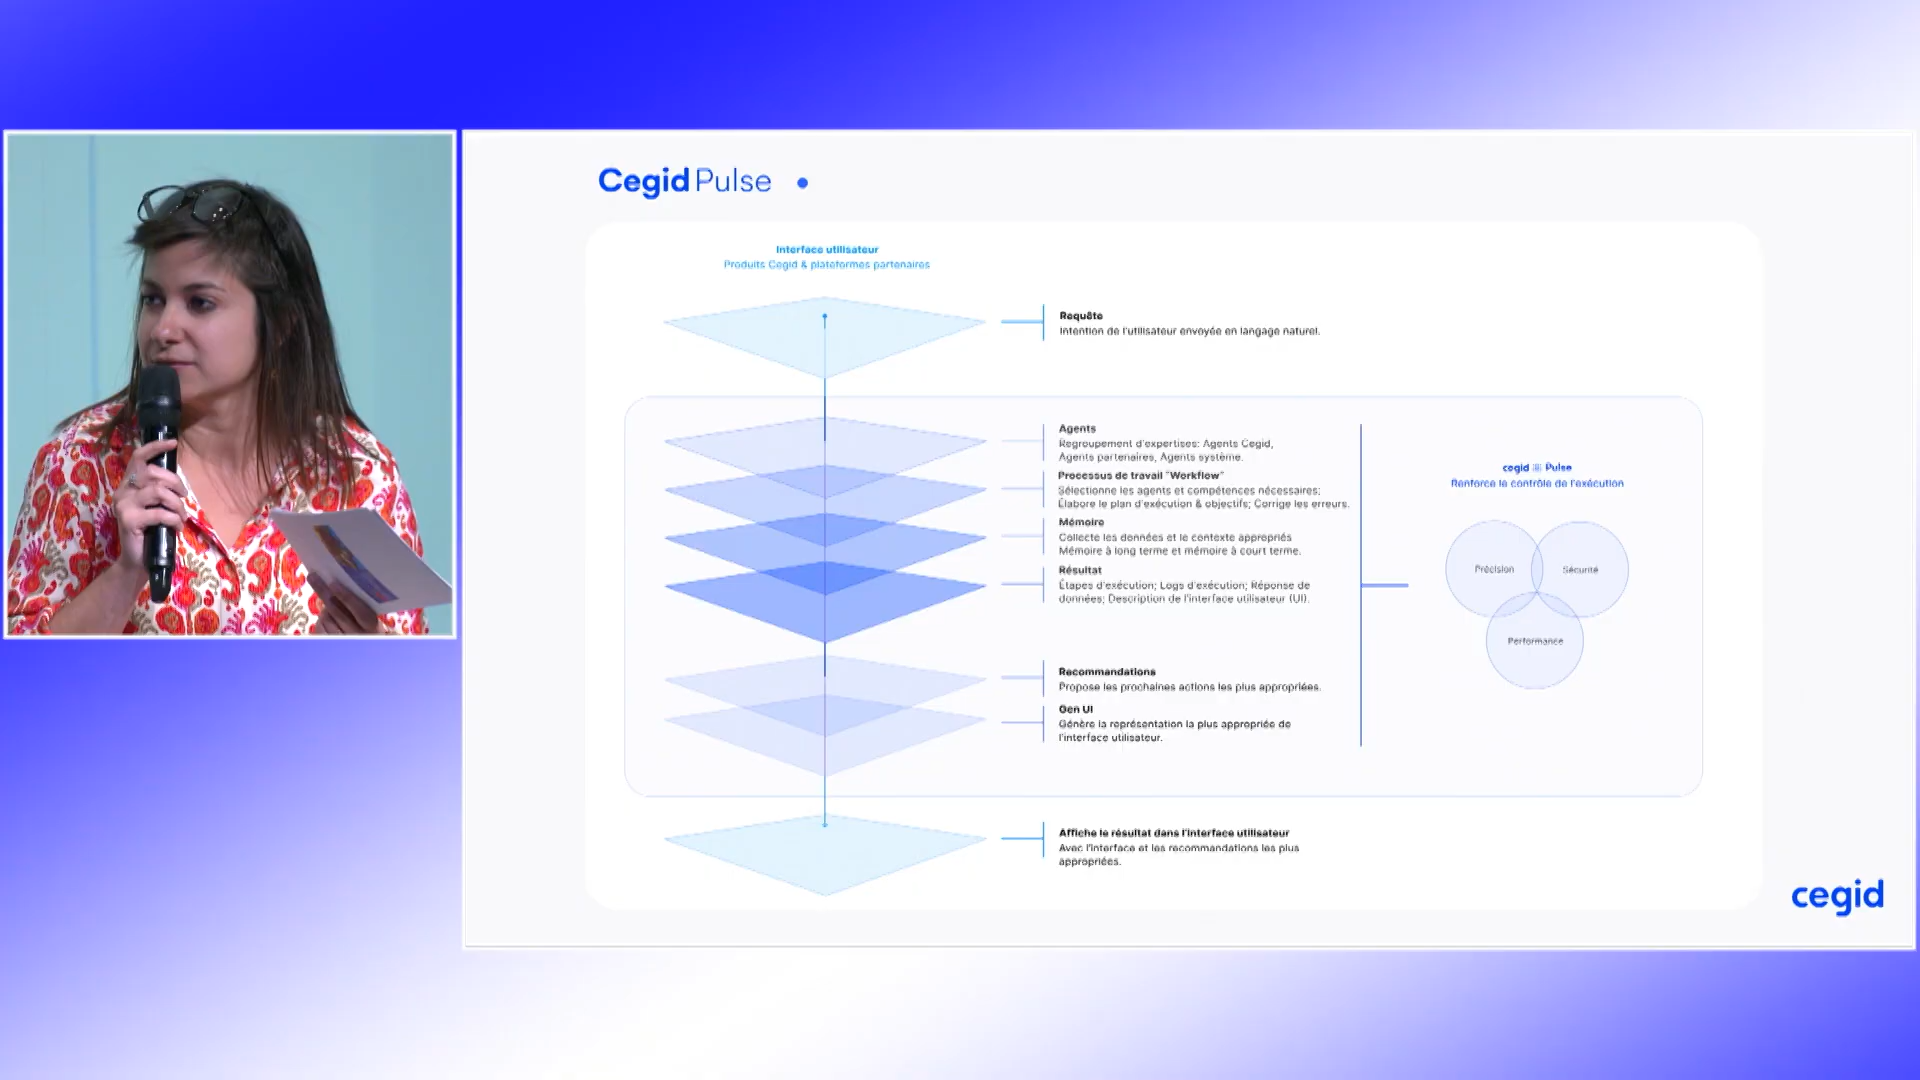 Cegid Pulse
Interface utilisateur
Produits Cegid & plateformes partenaires
Requête
Intention de l'utilisateur envoyée en langage naturel.
Agents
Regroupement d'expertises: Agents Cegid,
Agents partenaires, Agents système.
Processus de travail "Workflow"
Sélectionne les agents et compétences nécessaires;
Élabore le plan d'exécution & objectifs; Corrige les erreurs.
Mémoire
Collecte les données et le contexte appropriés
Mémoire à long terme et mémoire à court terme.
Résultat
Étapes d'exécution; Logs d'exécution; Réponse de
données; Description de l'interface utilisateur (UI).
Recommandations
Propose les prochaines actions les plus appropriées.
Gen UI
Génère la représentation la plus appropriée de
l'interface utilisateur.
cegid Pulse
Renforce le contrôle de l'exécution
Précision
Sécurité
Performance
Affiche le résultat dans l'interface utilisateur
Avec l'interface et les recommandations les plus
appropriées.
cegid